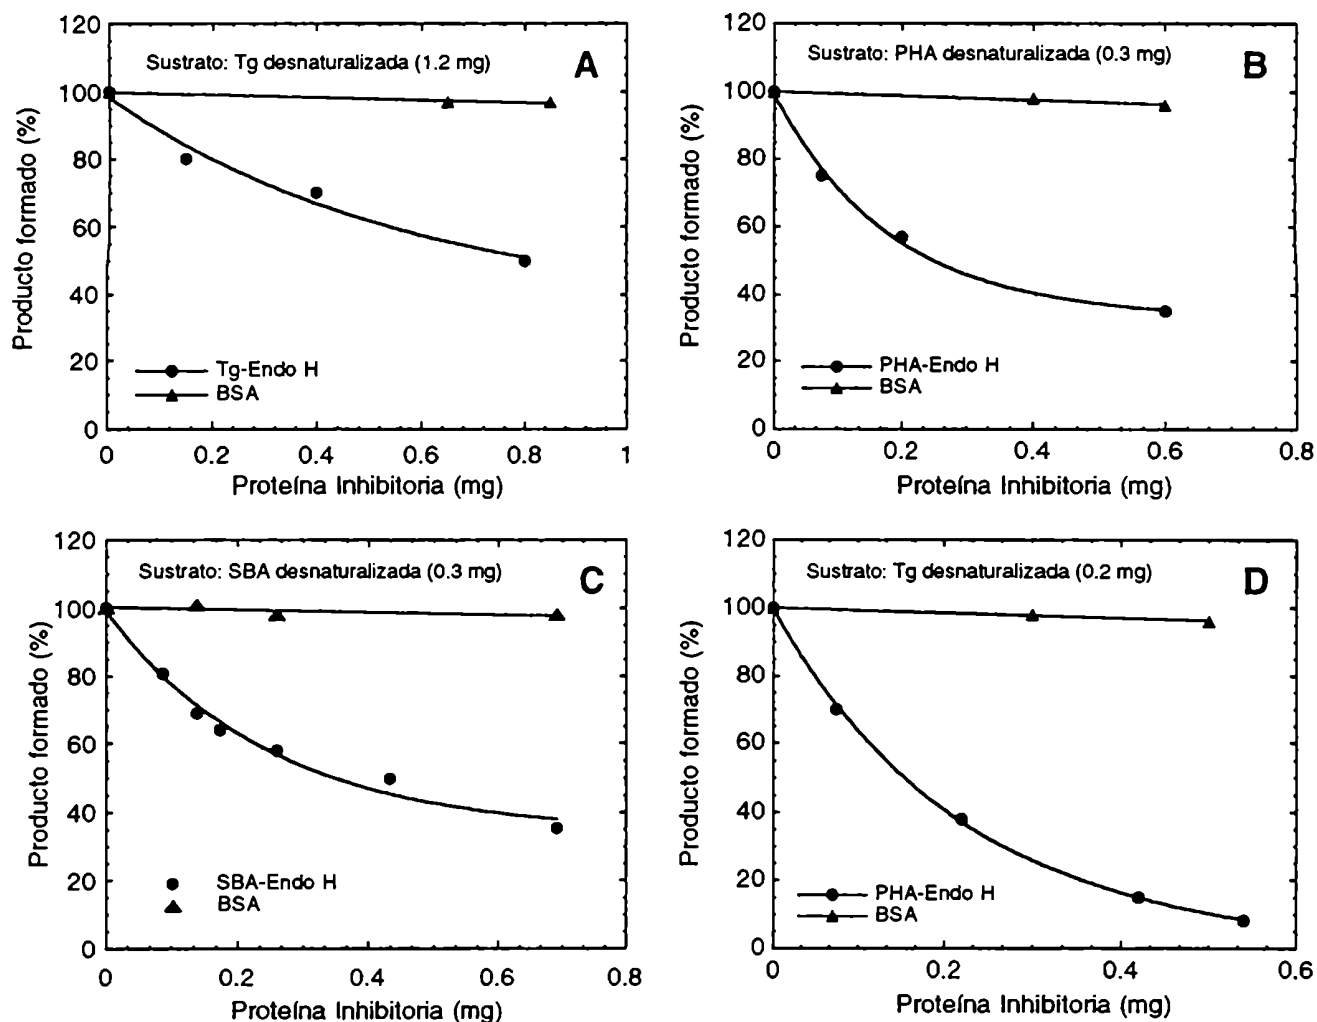 120
100
80
60
40
20
0
Producto formado (%)
Sustrato: Tg desnaturalizada (1.2 mg)
A
Tg-Endo H
BSA
0 0.2 0.4 0.6 0.8 1
Proteína Inhibitoria (mg)
120
100
80
60
40
20
0
Producto formado (%)
Sustrato: PHA desnaturalizada (0.3 mg)
B
PHA-Endo H
BSA
0 0.2 0.4 0.6 0.8
Proteína Inhibitoria (mg)
120
100
80
60
40
20
0
Producto formado (%)
Sustrato: SBA desnaturalizada (0.3 mg)
C
SBA-Endo H
BSA
0 0.2 0.4 0.6 0.8
Proteína Inhibitoria (mg)
120
100
80
60
40
20
0
Producto formado (%)
Sustrato: Tg desnaturalizada (0.2 mg)
D
PHA-Endo H
BSA
0 0.2 0.4 0.6
Proteína Inhibitoria (mg)